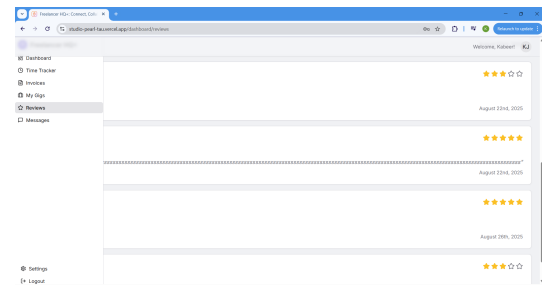 Freelancer HQ+: Connect, Coll
studio-pearl-tau.vercel.app/dashboard/reviews
Relaunch to update
Welcome, Kabeer! KJ
Dashboard
Time Tracker
Invoices
My Gigs
Reviews
Messages
August 22nd, 2025
August 22nd, 2025
August 26th, 2025
Settings
Logout